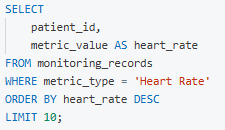 SELECT
    patient_id,
    metric_value AS heart_rate
FROM monitoring_records
WHERE metric_type = 'Heart Rate'
ORDER BY heart_rate DESC
LIMIT 10;